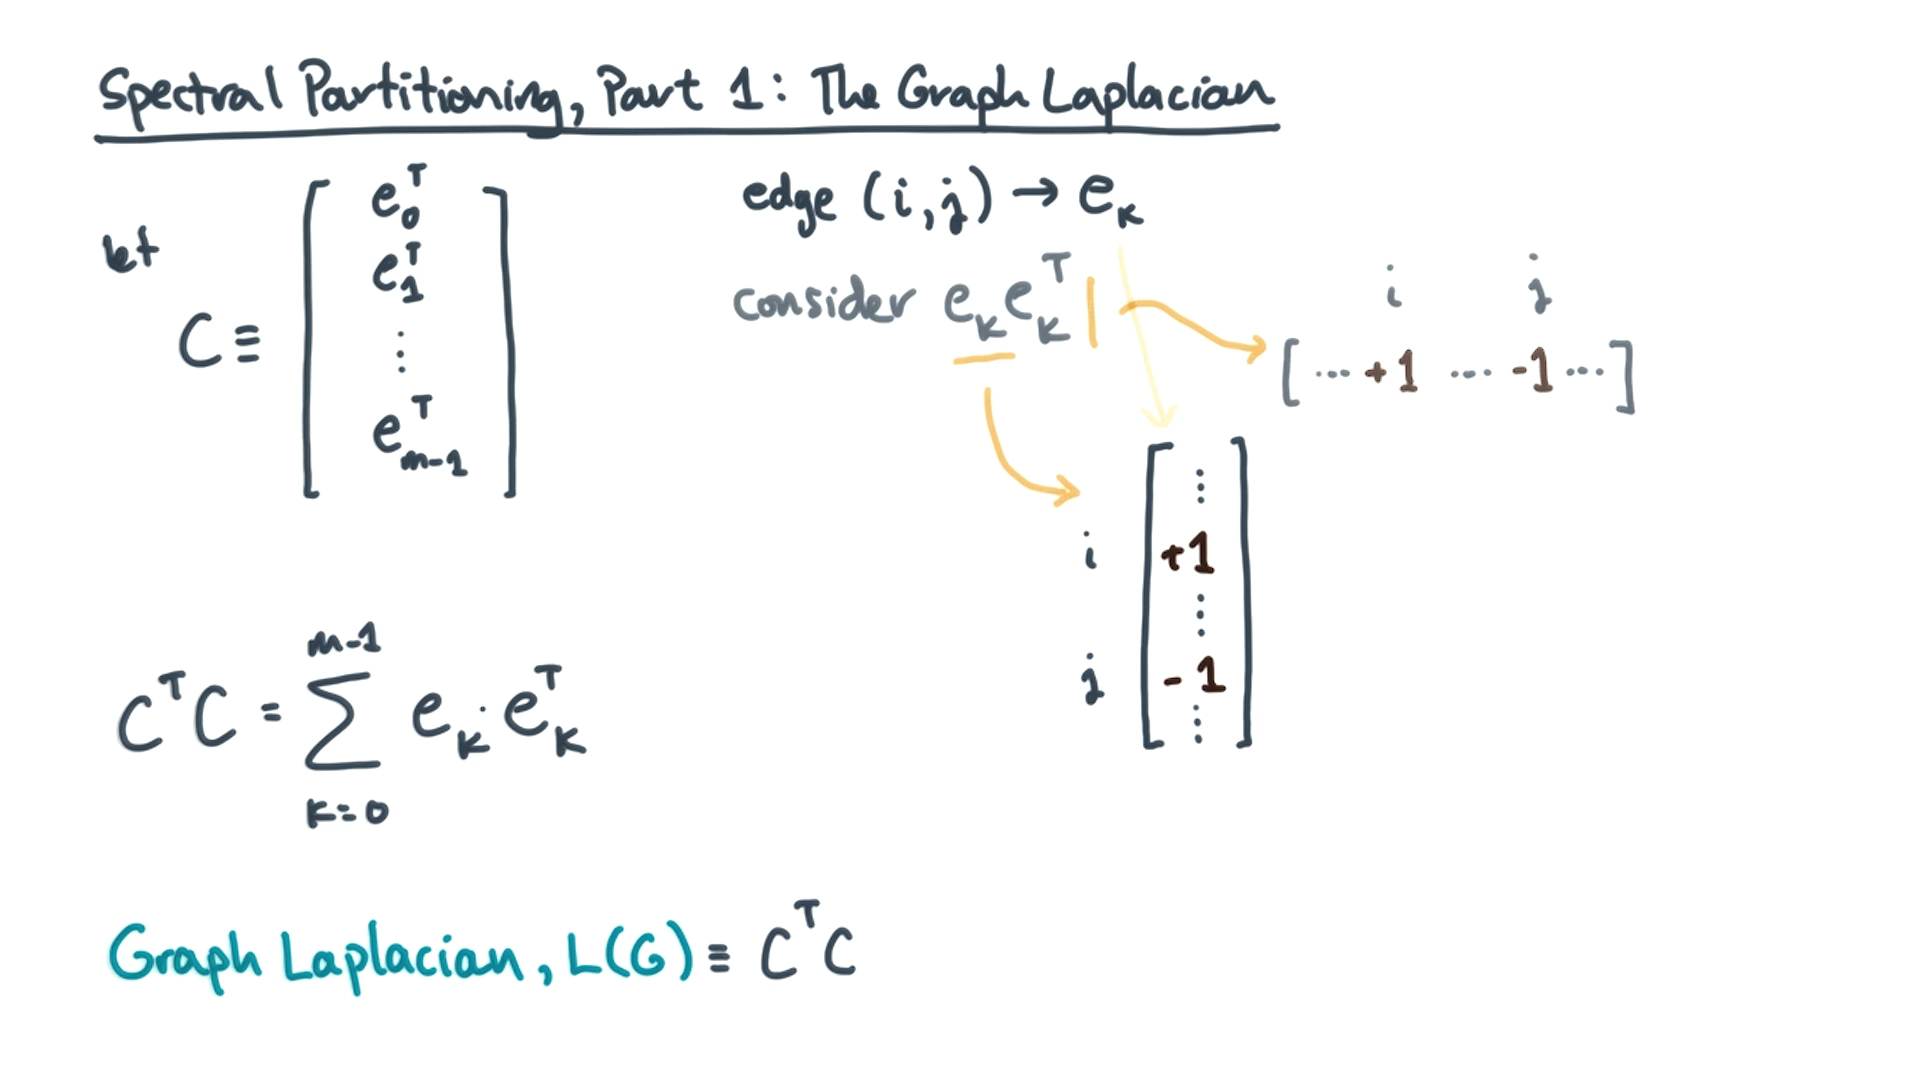 Spectral Partitioning, Part 1: The Graph Laplacian
let
C ≡
e_0^T
e_1^T
⋮
e_{m-1}^T
edge (i,j) → e_k
consider e_k e_k^T
i j
[ ... +1 .... -1 ... ]
⋮
i +1
⋮
j -1
⋮
C^T C = \sum_{k=0}^{m-1} e_k · e_k^T
Graph Laplacian, L(G) ≡ C^T C